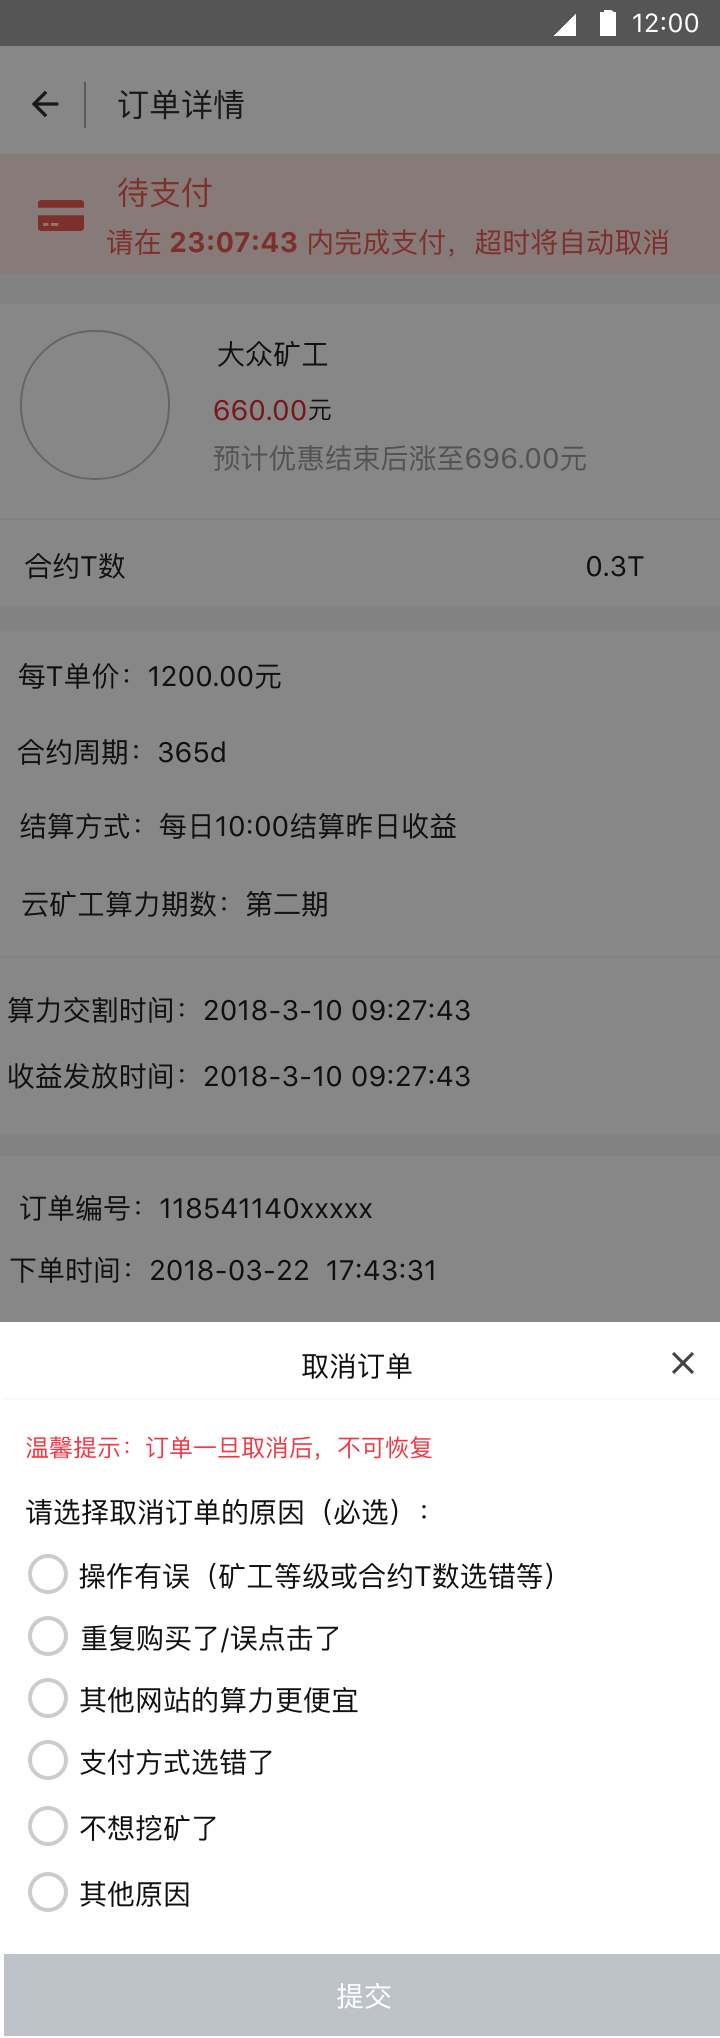 12:00
订单详情
待支付
请在 23:07:43 内完成支付，超时将自动取消
大众矿工
660.00元
预计优惠结束后涨至696.00元
合约T数 0.3T
每T单价：1200.00元
合约周期：365d
结算方式：每日10:00结算昨日收益
云矿工算力期数：第二期
算力交割时间：2018-3-10 09:27:43
收益发放时间：2018-3-10 09:27:43
订单编号：118541140xxxxx
下单时间：2018-03-22 17:43:31
取消订单
温馨提示：订单一旦取消后，不可恢复
请选择取消订单的原因（必选）：
操作有误（矿工等级或合约T数选错等）
重复购买了/误点击了
其他网站的算力更便宜
支付方式选错了
不想挖矿了
其他原因
提交